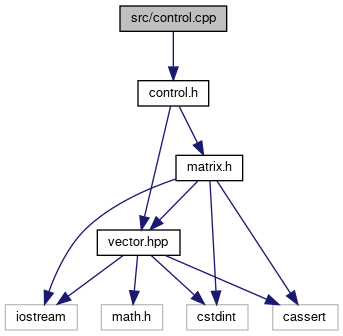 src/control.cpp
control.h
matrix.h
vector.hpp
iostream
math.h
cstdint
cassert